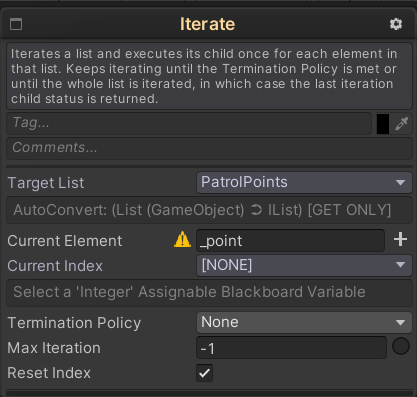 Iterate
Iterates a list and executes its child once for each element in
that list. Keeps iterating until the Termination Policy is met or
until the whole list is iterated, in which case the last iteration
child status is returned.
Tag...
Comments...
Target List PatrolPoints
AutoConvert: (List (GameObject) ➲ IList) [GET ONLY]
Current Element _point
Current Index [NONE]
Select a 'Integer' Assignable Blackboard Variable
Termination Policy None
Max Iteration -1
Reset Index